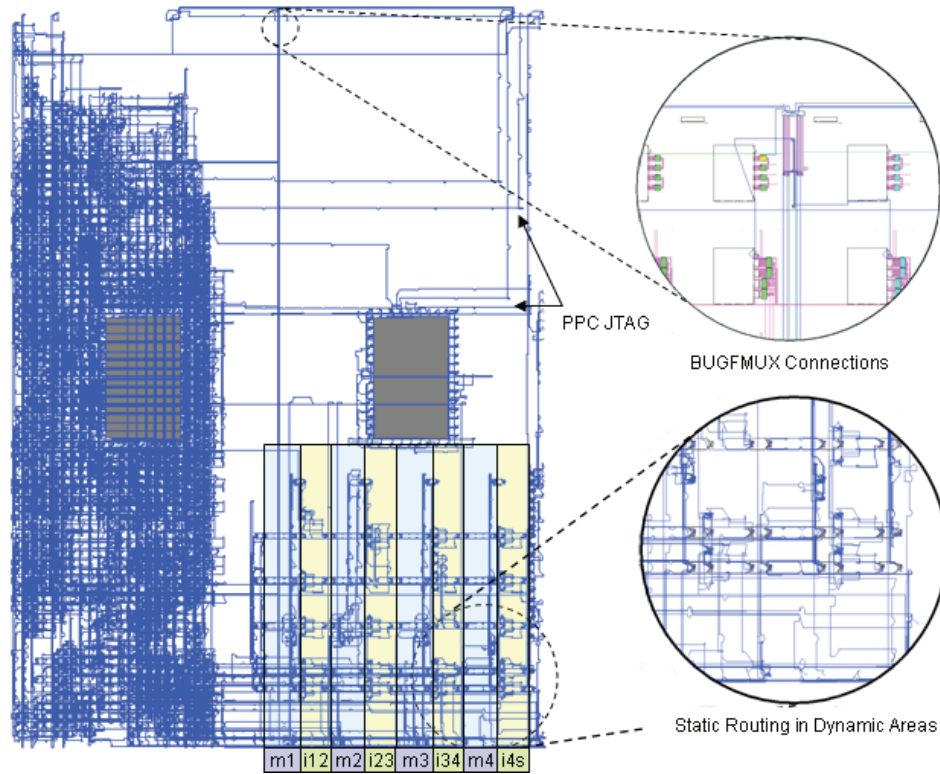 PPC JTAG
BUGFMUX Connections
Static Routing in Dynamic Areas
m1 i12 m2 i23 m3 i34 m4 i4s